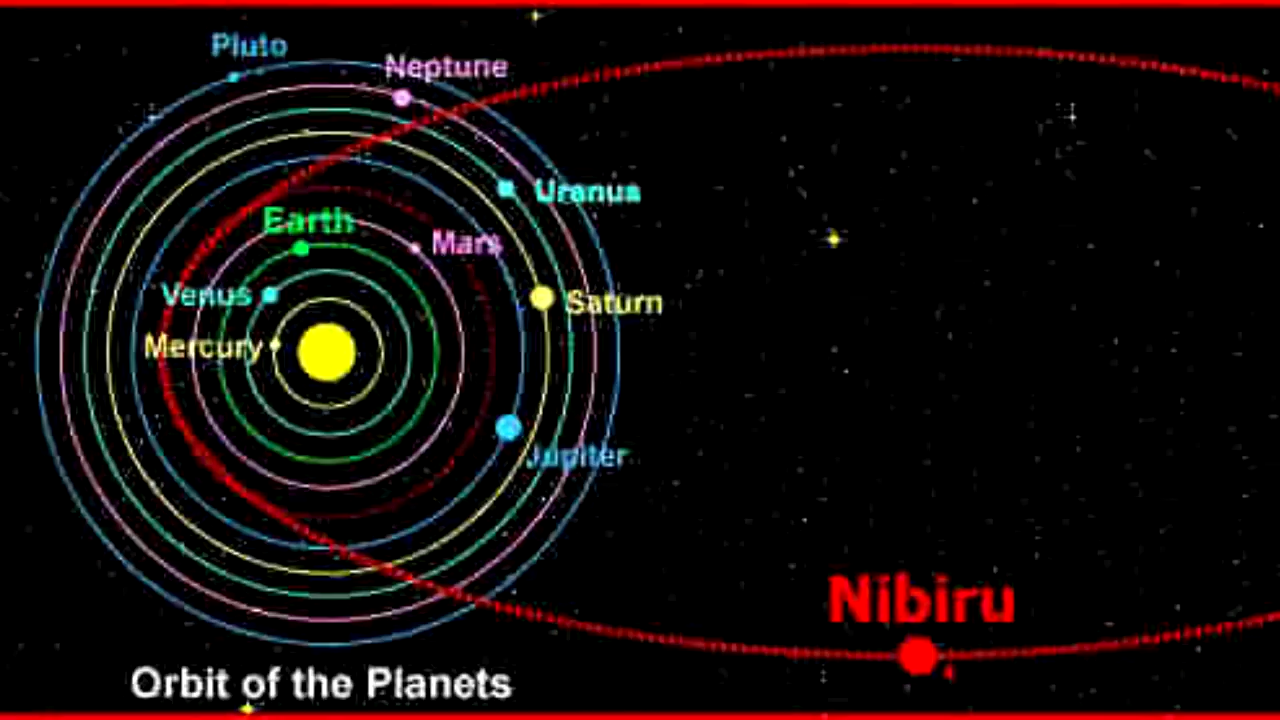 Pluto
Neptune
Uranus
Earth
Mars
Venus
Saturn
Mercury
Jupiter
Nibiru
Orbit of the Planets